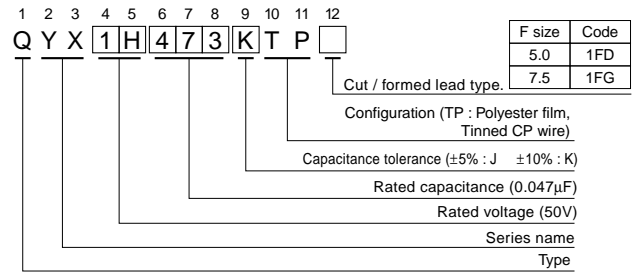 1 2 3 4 5 6 7 8 9 10 11 12
Q Y X 1 H 4 7 3 K T P
F size Code
5.0 1FD
7.5 1FG
Cut / formed lead type.
Configuration (TP : Polyester film,
Tinned CP wire)
Capacitance tolerance (±5% : J ±10% : K)
Rated capacitance (0.047μF)
Rated voltage (50V)
Series name
Type